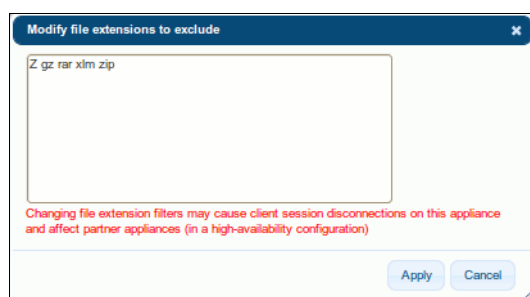 Modify file extensions to exclude
Z gz rar xlm zip
Changing file extension filters may cause client session disconnections on this appliance
and affect partner appliances (in a high-availability configuration)
Apply Cancel